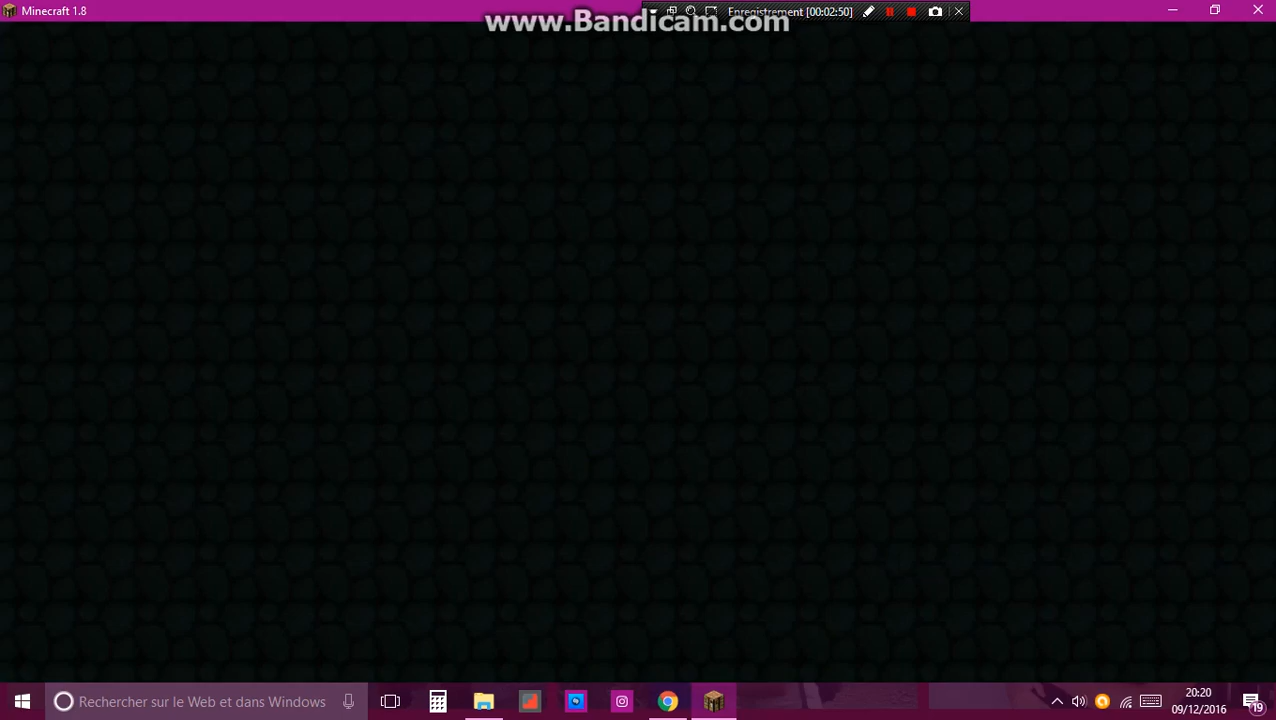 Minecraft 1.8
Enregistrement [00:02:50]
www.Bandicam.com
Rechercher sur le Web et dans Windows
20:20
09/12/2016
19